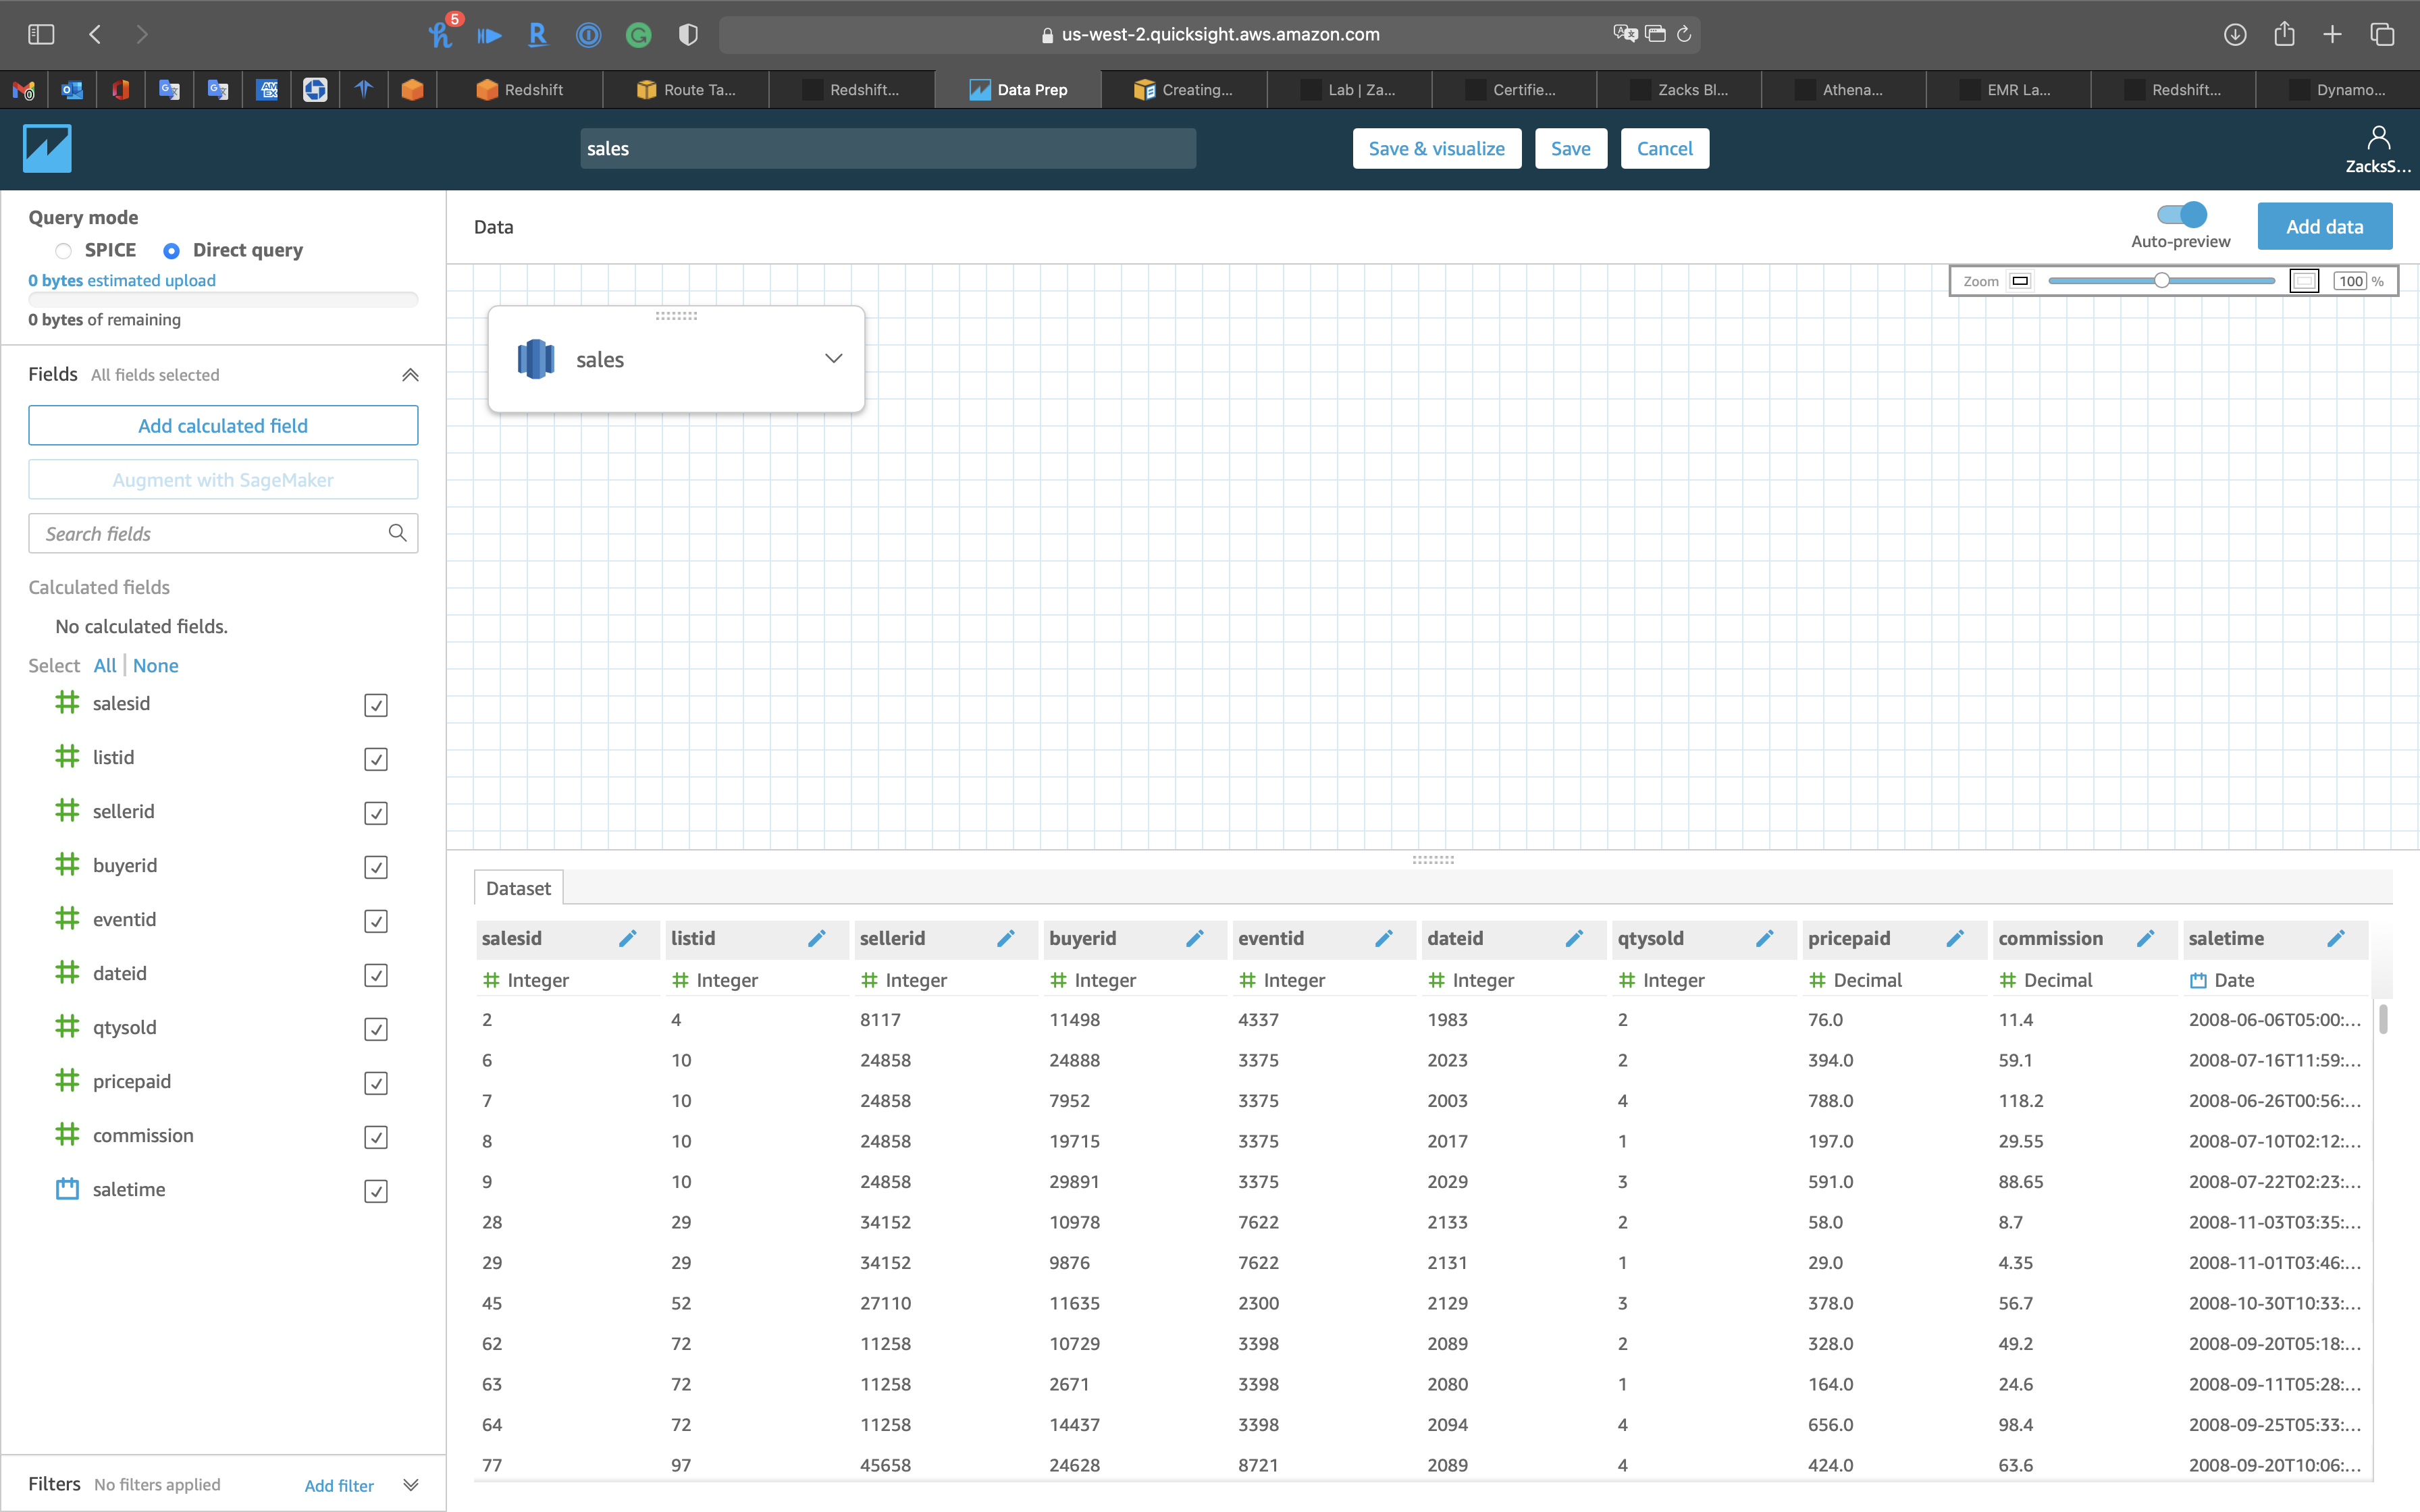 5
us-west-2.quicksight.aws.amazon.com
Redshift
Route Ta...
Redshift...
Data Prep
Creating...
Lab | Za...
Certifie...
Zacks Bl...
Athena...
EMR La...
Redshift...
Dynamo...
sales
Save & visualize
Save
Cancel
ZacksS...
Query mode
SPICE
Direct query
0 bytes estimated upload
0 bytes of remaining
Fields All fields selected
Add calculated field
Augment with SageMaker
Search fields
Calculated fields
No calculated fields.
Select All | None
salesid
listid
sellerid
buyerid
eventid
dateid
qtysold
pricepaid
commission
saletime
Filters No filters applied Add filter
Data
Auto-preview
Add data
Zoom 100 %
sales
Dataset
salesid listid sellerid buyerid eventid dateid qtysold pricepaid commission saletime
Integer Integer Integer Integer Integer Integer Integer Decimal Decimal Date
2 4 8117 11498 4337 1983 2 76.0 11.4 2008-06-06T05:00:...
6 10 24858 24888 3375 2023 2 394.0 59.1 2008-07-16T11:59:...
7 10 24858 7952 3375 2003 4 788.0 118.2 2008-06-26T00:56:...
8 10 24858 19715 3375 2017 1 197.0 29.55 2008-07-10T02:12:...
9 10 24858 29891 3375 2029 3 591.0 88.65 2008-07-22T02:23:...
28 29 34152 10978 7622 2133 2 58.0 8.7 2008-11-03T03:35:...
29 29 34152 9876 7622 2131 1 29.0 4.35 2008-11-01T03:46:...
45 52 27110 11635 2300 2129 3 378.0 56.7 2008-10-30T10:33:...
62 72 11258 10729 3398 2089 2 328.0 49.2 2008-09-20T05:18:...
63 72 11258 2671 3398 2080 1 164.0 24.6 2008-09-11T05:28:...
64 72 11258 14437 3398 2094 4 656.0 98.4 2008-09-25T05:33:...
77 97 45658 24628 8721 2089 4 424.0 63.6 2008-09-20T10:06:...